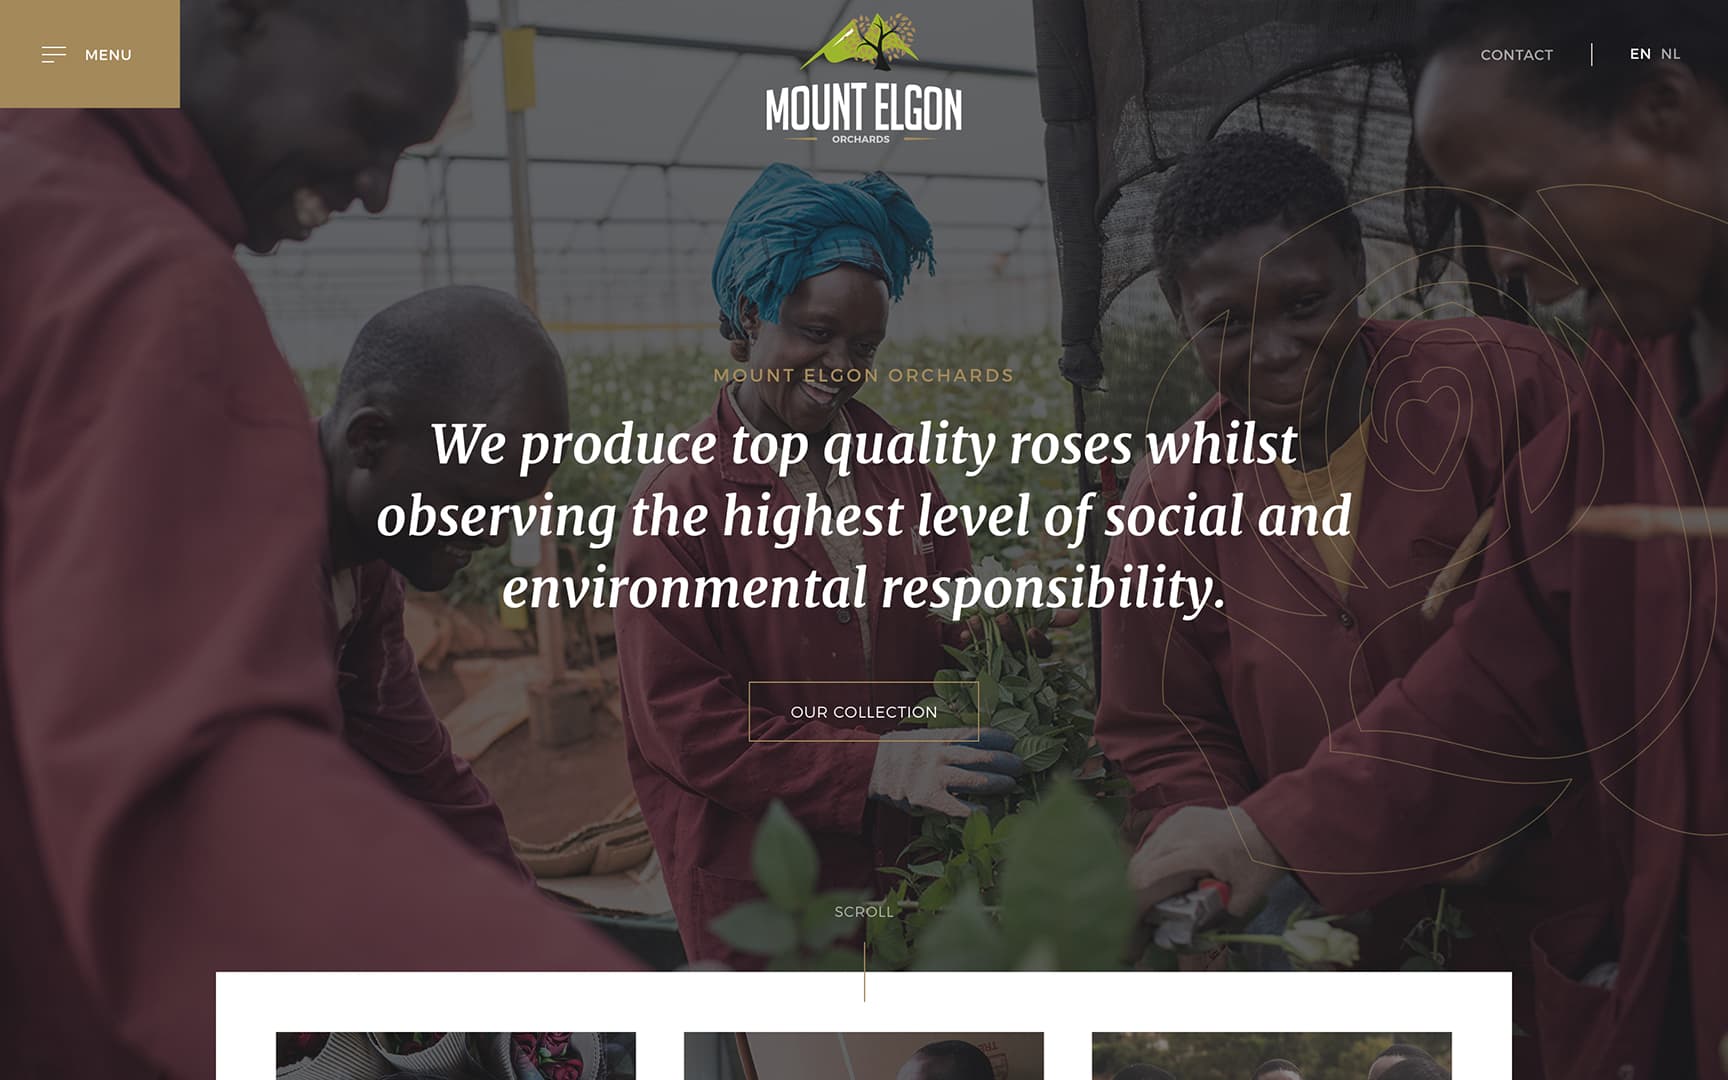 MENU
MOUNT ELGON
ORCHARDS
CONTACT
EN NL
MOUNT ELGON ORCHARDS
We produce top quality roses whilst
observing the highest level of social and
environmental responsibility.
OUR COLLECTION
SCROLL